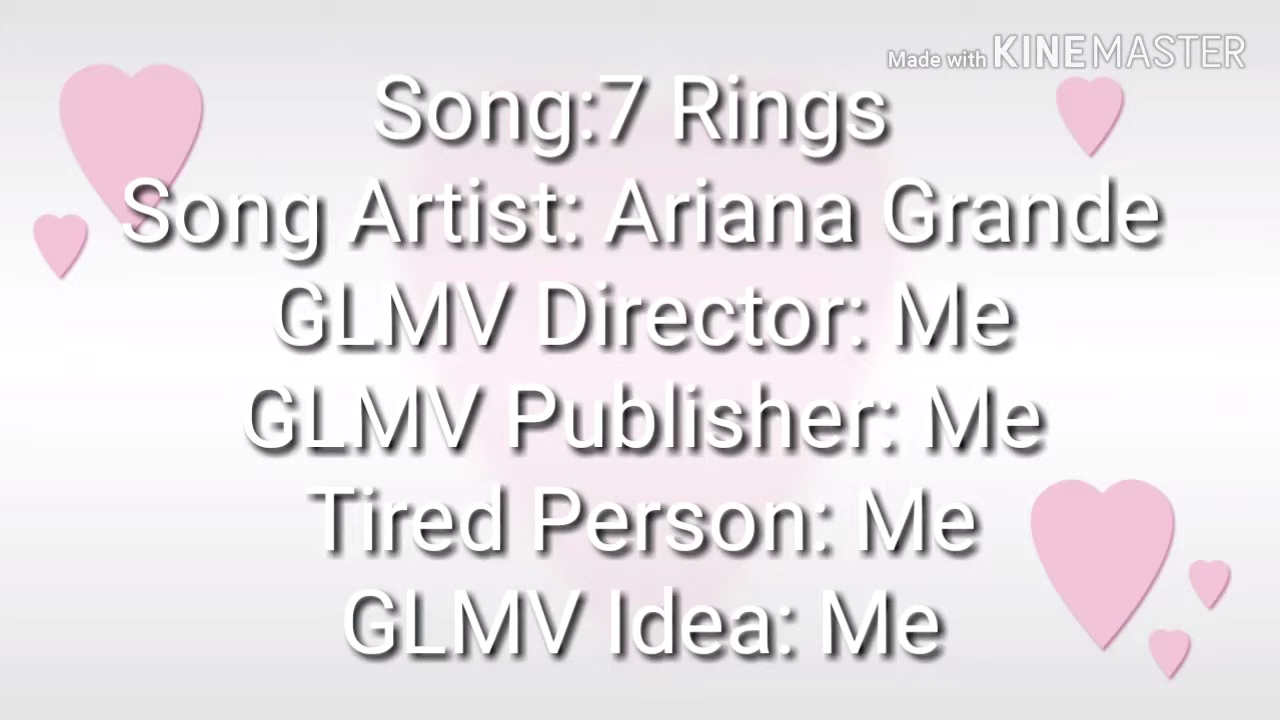 Made with KINEMASTER
Song:7 Rings
Song Artist: Ariana Grande
GLMV Director: Me
GLMV Publisher: Me
Tired Person: Me
GLMV Idea: Me